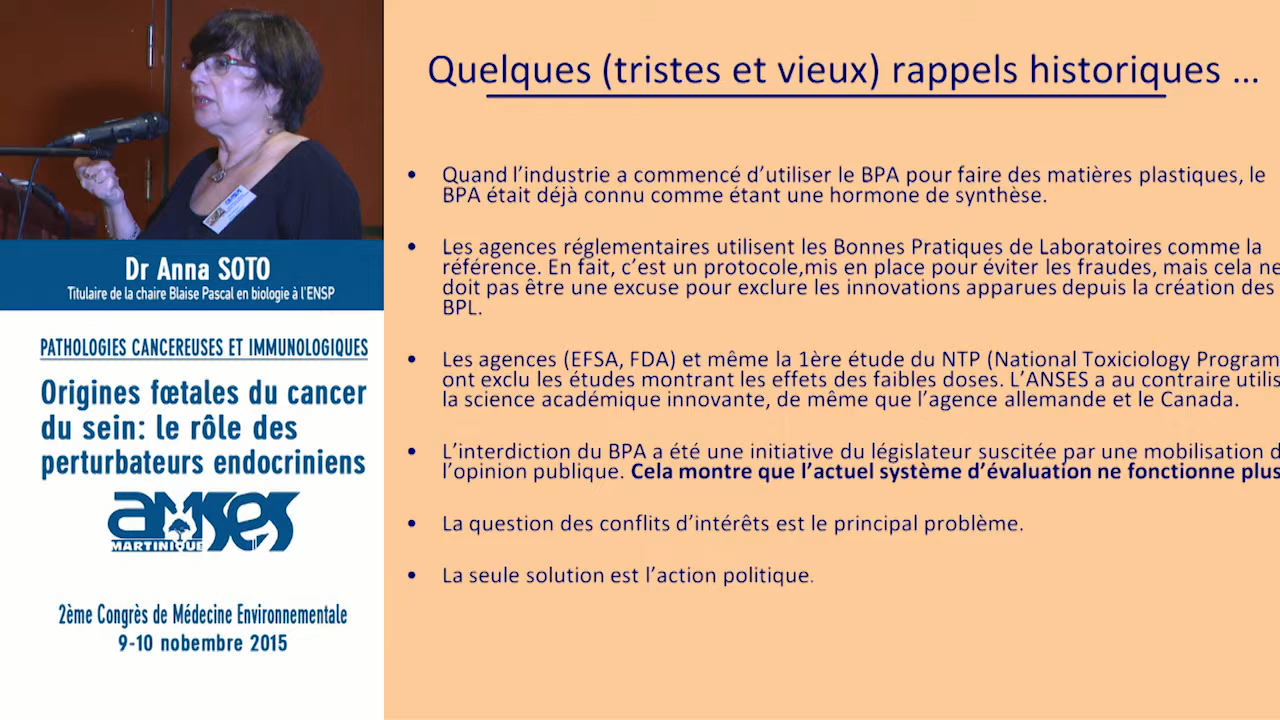 Dr Anna SOTO
Titulaire de la chaire Blaise Pascal en biologie à l'ENSP
PATHOLOGIES CANCEREUSES ET IMMUNOLOGIQUES
Origines fœtales du cancer
du sein: le rôle des
perturbateurs endocriniens
AMSES
MARTINIQUE
2ème Congrès de Médecine Environnementale
9-10 nobembre 2015
Quelques (tristes et vieux) rappels historiques ...
• Quand l'industrie a commencé d'utiliser le BPA pour faire des matières plastiques, le
BPA était déjà connu comme étant une hormone de synthèse.
• Les agences réglementaires utilisent les Bonnes Pratiques de Laboratoires comme la
référence. En fait, c'est un protocole,mis en place pour éviter les fraudes, mais cela ne
doit pas être une excuse pour exclure les innovations apparues depuis la création des
BPL.
• Les agences (EFSA, FDA) et même la 1ère étude du NTP (National Toxiciology Program
ont exclu les études montrant les effets des faibles doses. L'ANSES a au contraire utilis
la science académique innovante, de même que l'agence allemande et le Canada.
• L'interdiction du BPA a été une initiative du législateur suscitée par une mobilisation d
l'opinion publique. Cela montre que l'actuel système d'évaluation ne fonctionne plus
• La question des conflits d'intérêts est le principal problème.
• La seule solution est l'action politique.